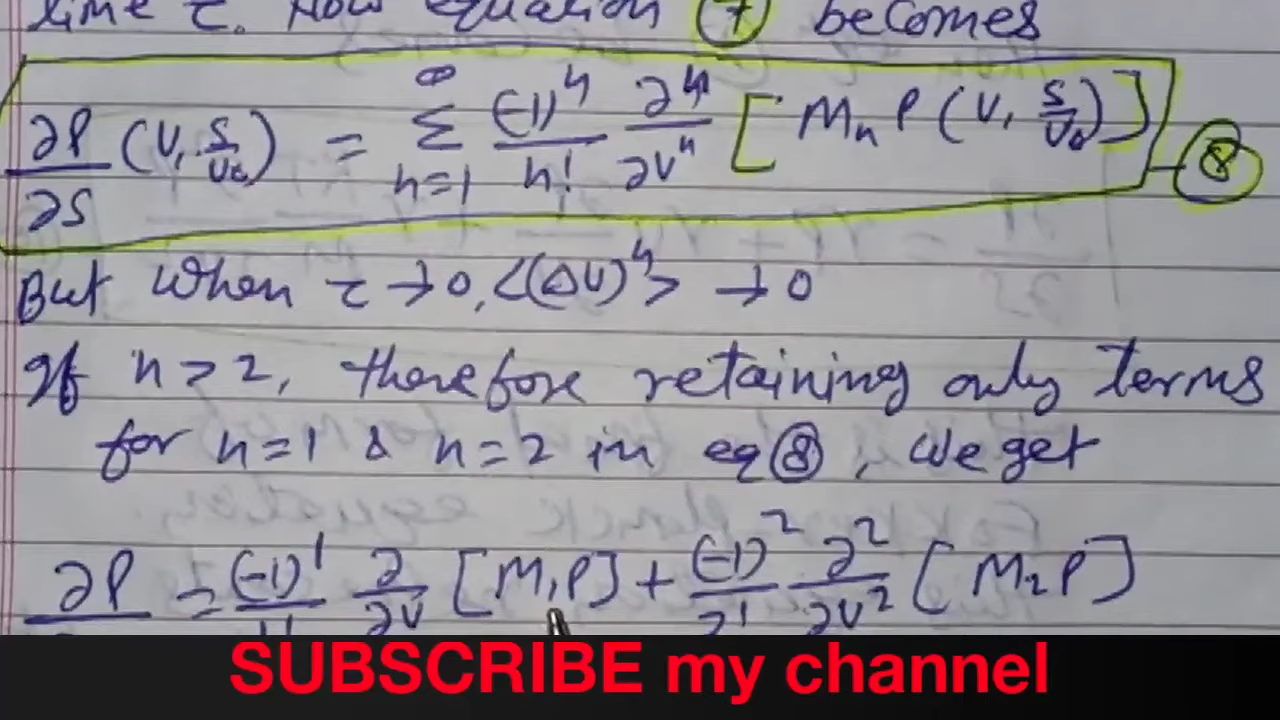 time τ. Now equation ⑦ becomes
∂P/∂S (v, S/v₀) = Σ_{n=1}^{∞} (-1)ⁿ/n! ∂ⁿ/∂vⁿ [ Mₙ P (v, S/v₀) ] — ⑧
But when τ → 0, <(Δv)ⁿ> → 0
If n > 2, therefore retaining only terms
for n=1 & n=2 in eq ⑧, we get
∂P = (-1)¹/1! ∂/∂v [M₁P] + (-1)²/2! ∂²/∂v² [M₂P]
SUBSCRIBE my channel